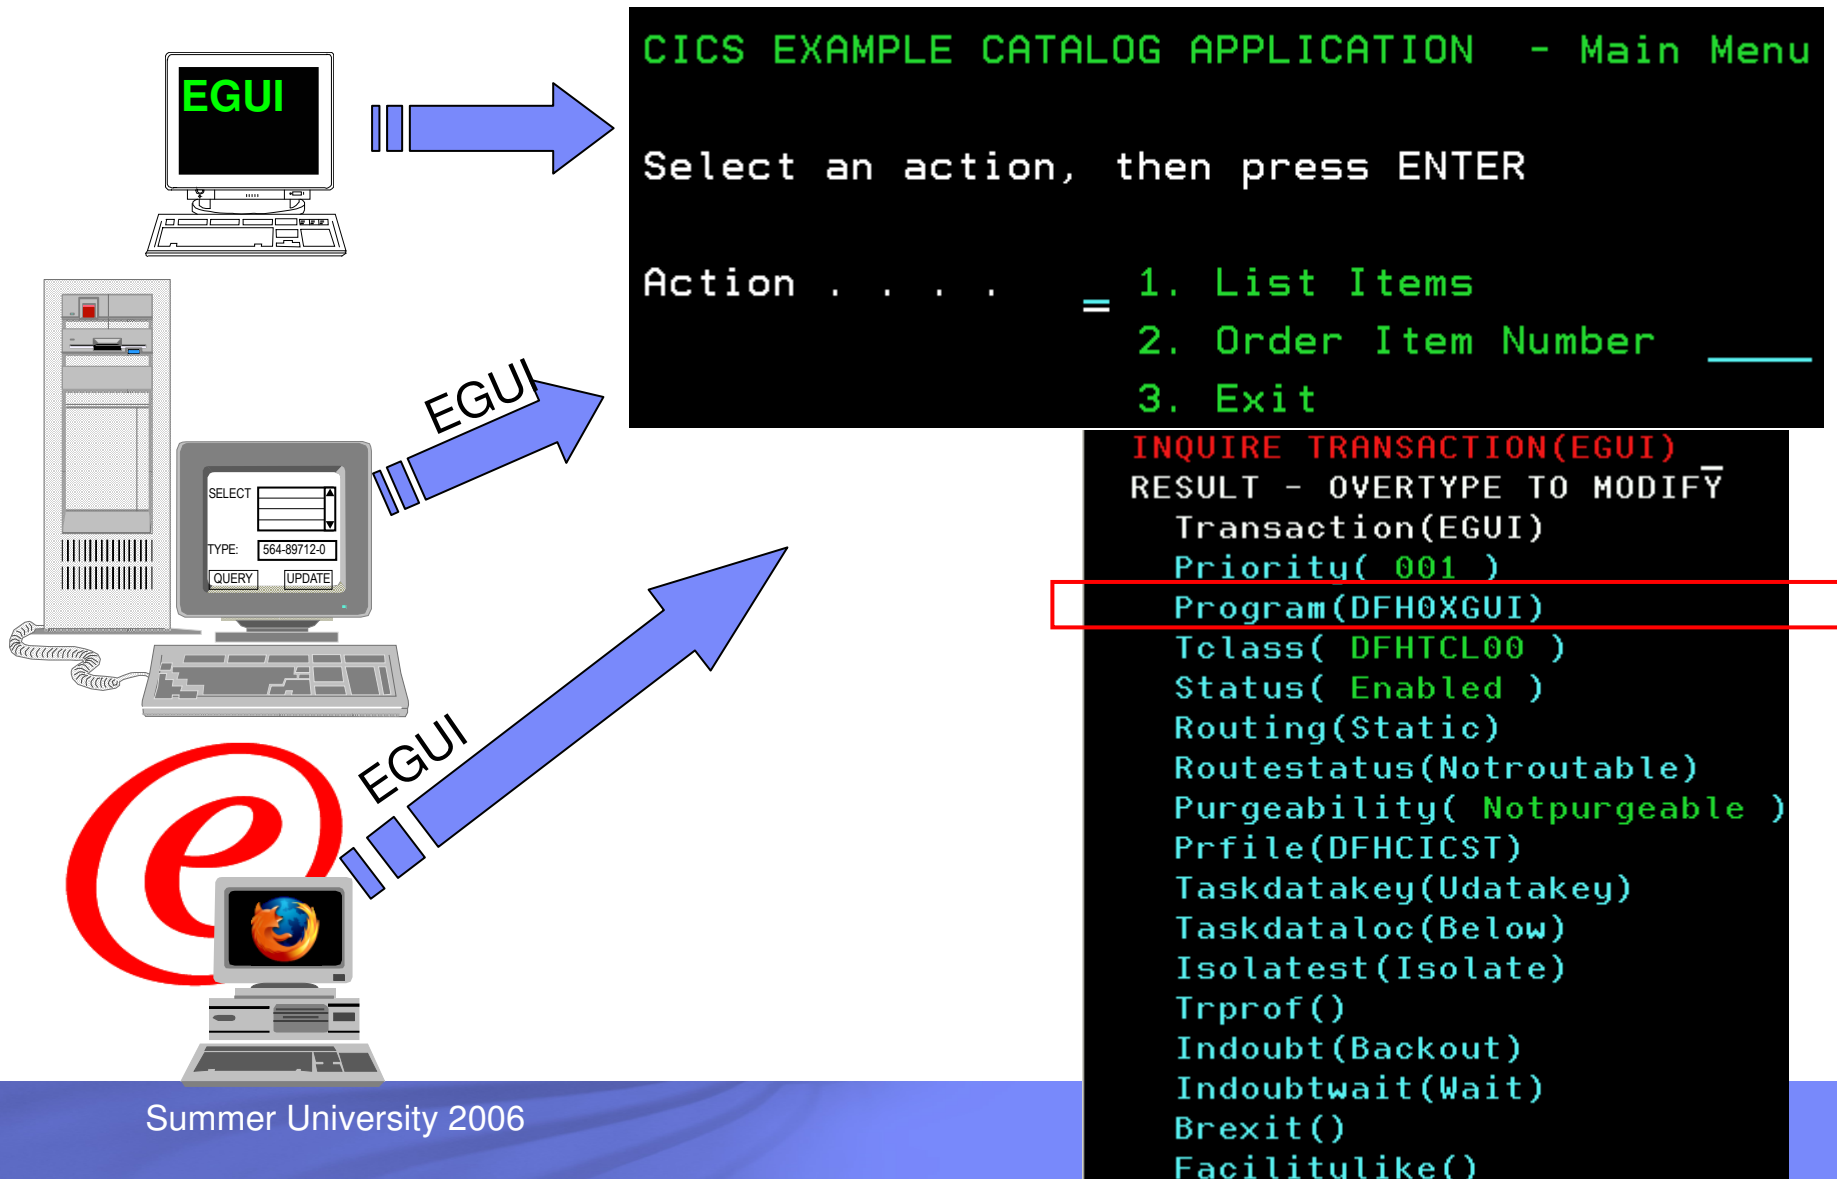 EGUI
CICS EXAMPLE CATALOG APPLICATION - Main Menu
Select an action, then press ENTER
Action . . . . 1. List Items
2. Order Item Number
3. Exit
EGUI
SELECT
TYPE: 564-89712-0
QUERY UPDATE
EGUI
INQUIRE TRANSACTION(EGUI)
RESULT - OVERTYPE TO MODIFY
Transaction(EGUI)
Priority( 001 )
Program(DFH0XGUI)
Tclass( DFHTCL00 )
Status( Enabled )
Routing(Static)
Routestatus(Notroutable)
Purgeability( Notpurgeable )
Prfile(DFHCICST)
Taskdatakey(Udatakey)
Taskdataloc(Below)
Isolatest(Isolate)
Trprof()
Indoubt(Backout)
Indoubtwait(Wait)
Brexit()
Facilitylike()
Summer University 2006